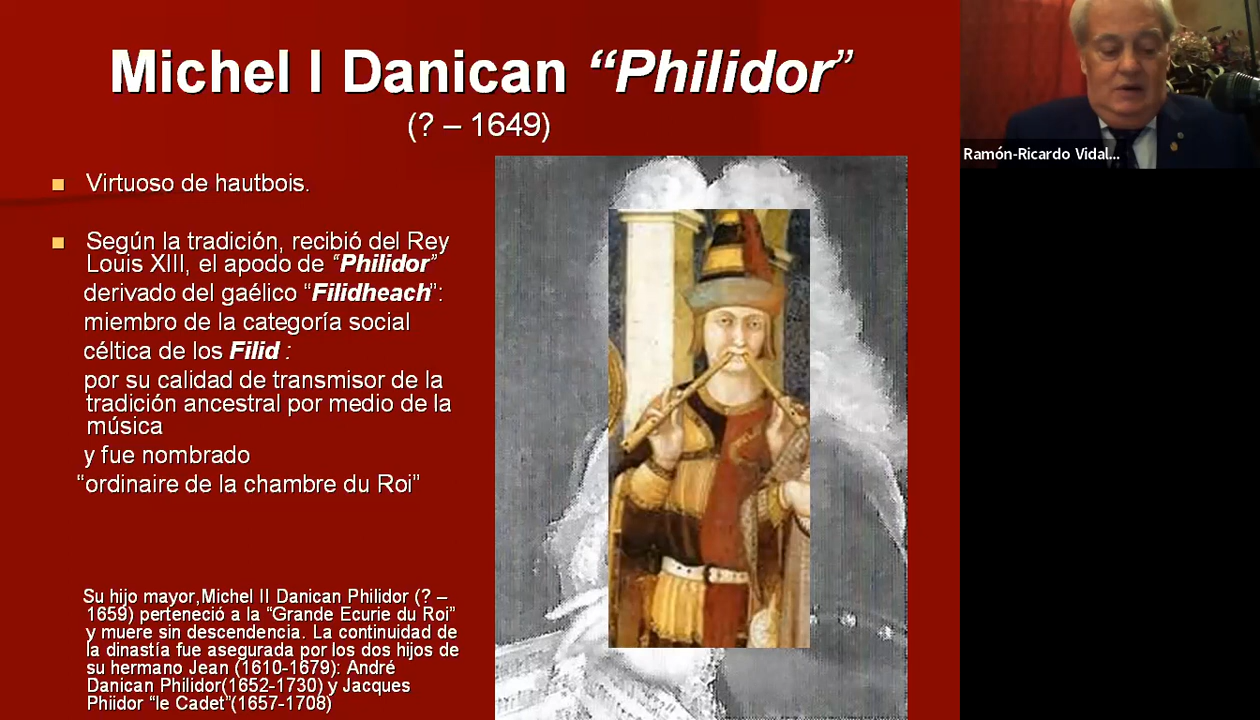 Michel I Danican “Philidor”
(? – 1649)
Virtuoso de hautbois.
Según la tradición, recibió del Rey
Louis XIII, el apodo de “Philidor”
derivado del gaélico “Filidheach”:
miembro de la categoría social
céltica de los Filid :
por su calidad de transmisor de la
tradición ancestral por medio de la
música
y fue nombrado
“ordinaire de la chambre du Roi”
Su hijo mayor,Michel II Danican Philidor (? –
1659) perteneció a la “Grande Ecurie du Roi”
y muere sin descendencia. La continuidad de
la dinastía fue asegurada por los dos hijos de
su hermano Jean (1610-1679): André
Danican Philidor(1652-1730) y Jacques
Phiidor “le Cadet”(1657-1708)
Ramón-Ricardo Vidal...